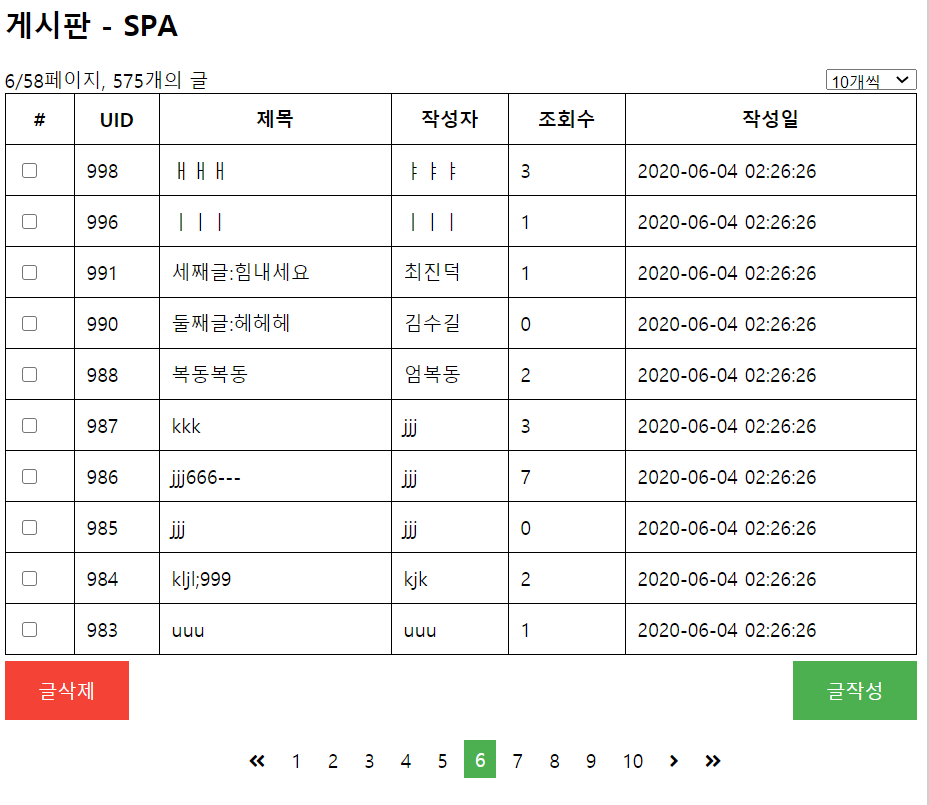 게시판 - SPA
6/58페이지, 575개의 글 10개씩
# UID 제목 작성자 조회수 작성일
998 ㅐㅐㅐ ㅑㅑㅑ 3 2020-06-04 02:26:26
996 ㅣㅣㅣ ㅣㅣㅣ 1 2020-06-04 02:26:26
991 세째글:힘내세요 최진덕 1 2020-06-04 02:26:26
990 둘째글:헤헤헤 김수길 0 2020-06-04 02:26:26
988 복동복동 엄복동 2 2020-06-04 02:26:26
987 kkk jjj 3 2020-06-04 02:26:26
986 jjj666--- jjj 7 2020-06-04 02:26:26
985 jjj jjj 0 2020-06-04 02:26:26
984 kljl;999 kjk 2 2020-06-04 02:26:26
983 uuu uuu 1 2020-06-04 02:26:26
글삭제 글작성
« 1 2 3 4 5 6 7 8 9 10 › »